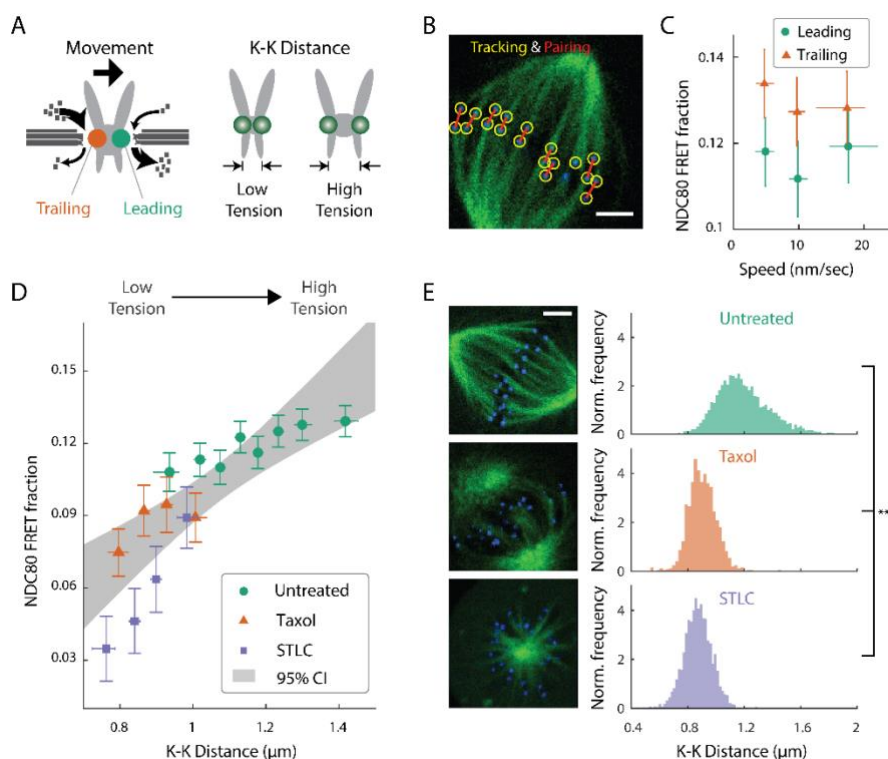 A
Movement
K-K Distance
Trailing
Leading
Low
Tension
High
Tension
B
Tracking & Pairing
C
Leading
Trailing
0.14
0.12
0.1
NDC80 FRET fraction
0
10
20
Speed (nm/sec)
D
Low
Tension
High
Tension
0.15
0.12
0.09
0.06
0.03
NDC80 FRET fraction
Untreated
Taxol
STLC
95% CI
0.8
1
1.2
1.4
K-K Distance (μm)
E
Untreated
4
2
0
Norm. frequency
Taxol
4
2
0
Norm. frequency
STLC
4
2
0
Norm. frequency
**
0.4
0.8
1.2
1.6
2
K-K Distance (μm)